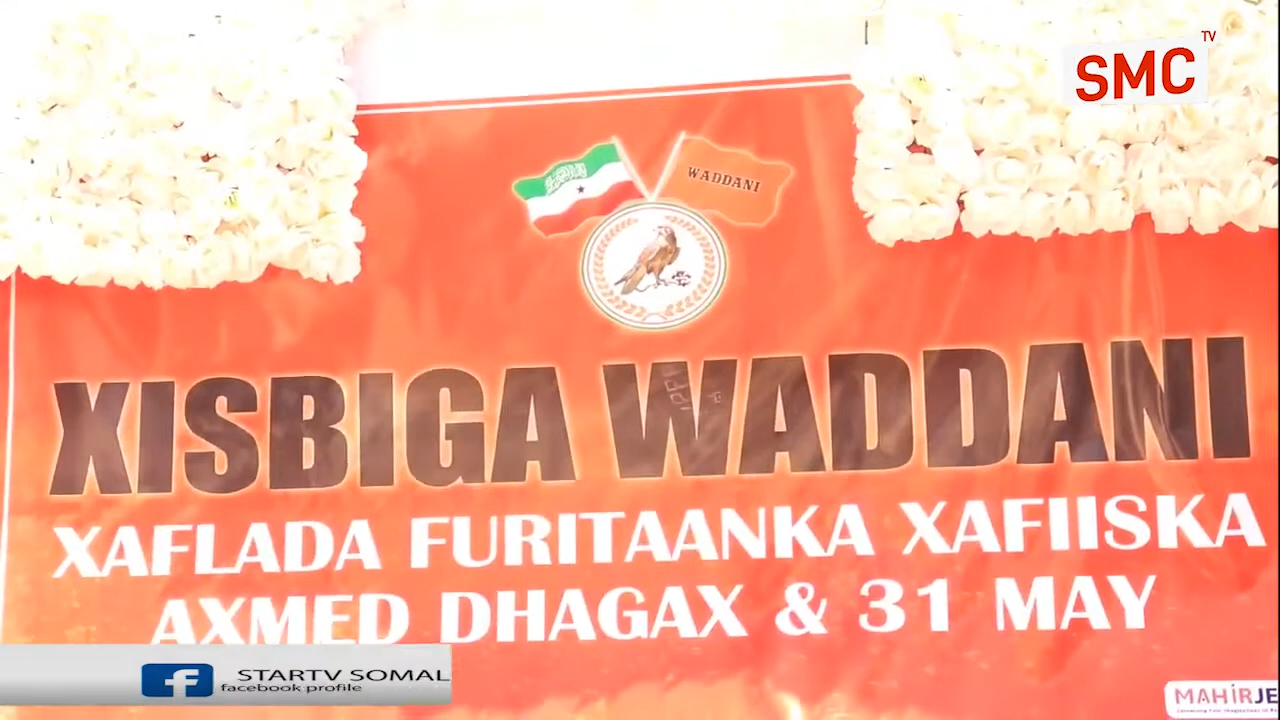 SMC TV
WADDANI
XISBIGA WADDANI
XAFLADA FURITAANKA XAFIISKA
AXMED DHAGAX & 31 MAY
STARTV SOMAL
facebook profile
MAHIRJE